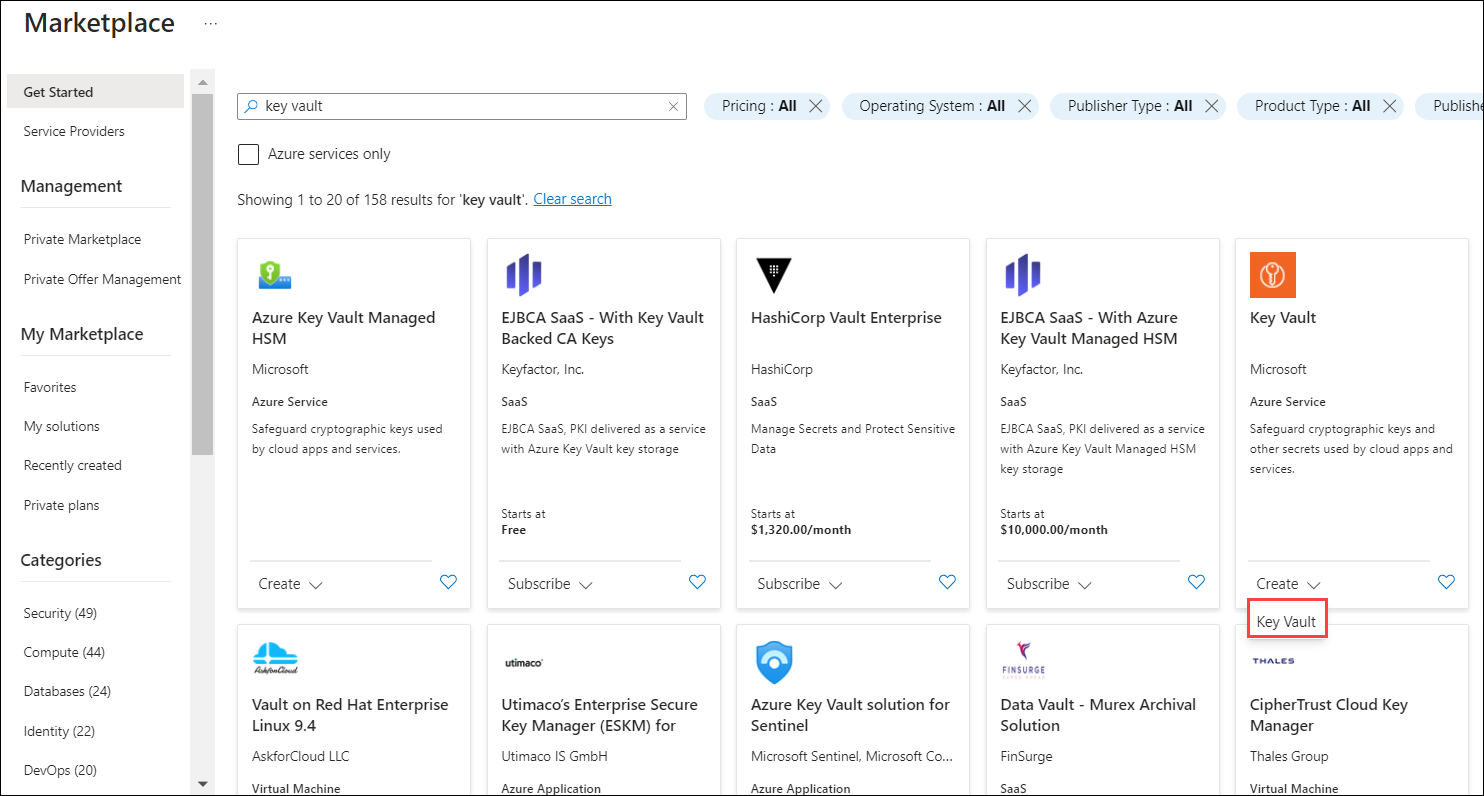 Marketplace ...
Get Started
Service Providers
Management
Private Marketplace
Private Offer Management
My Marketplace
Favorites
My solutions
Recently created
Private plans
Categories
Security (49)
Compute (44)
Databases (24)
Identity (22)
DevOps (20)
key vault
Pricing : All
Operating System : All
Publisher Type : All
Product Type : All
Publishe
Azure services only
Showing 1 to 20 of 158 results for 'key vault'. Clear search
Azure Key Vault Managed
HSM
Microsoft
Azure Service
Safeguard cryptographic keys used
by cloud apps and services.
Create
EJBCA SaaS - With Key Vault
Backed CA Keys
Keyfactor, Inc.
SaaS
EJBCA SaaS, PKI delivered as a service
with Azure Key Vault key storage
Starts at
Free
Subscribe
HashiCorp Vault Enterprise
HashiCorp
SaaS
Manage Secrets and Protect Sensitive
Data
Starts at
$1,320.00/month
Subscribe
EJBCA SaaS - With Azure
Key Vault Managed HSM
Keyfactor, Inc.
SaaS
EJBCA SaaS, PKI delivered as a service
with Azure Key Vault Managed HSM
key storage
Starts at
$10,000.00/month
Subscribe
Key Vault
Microsoft
Azure Service
Safeguard cryptographic keys and
other secrets used by cloud apps and
services.
Create
Key Vault
AskforCloud
Vault on Red Hat Enterprise
Linux 9.4
AskforCloud LLC
Virtual Machine
utimaco
Utimaco's Enterprise Secure
Key Manager (ESKM) for
Utimaco IS GmbH
Azure Application
Azure Key Vault solution for
Sentinel
Microsoft Sentinel, Microsoft Co...
Azure Application
FINSURGE
Data Vault - Murex Archival
Solution
FinSurge
SaaS
THALES
CipherTrust Cloud Key
Manager
Thales Group
Virtual Machine